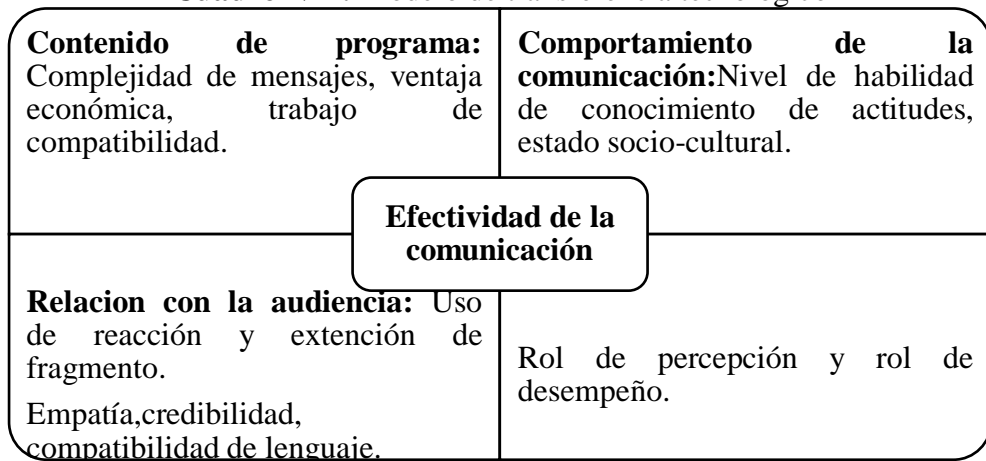 Contenido de programa:
Complejidad de mensajes, ventaja
económica, trabajo de
compatibilidad.
Comportamiento de la
comunicación:Nivel de habilidad
de conocimiento de actitudes,
estado socio-cultural.
Efectividad de la
comunicación
Relacion con la audiencia: Uso
de reacción y extención de
fragmento.
Empatía,credibilidad,
compatibilidad de lenguaje.
Rol de percepción y rol de
desempeño.